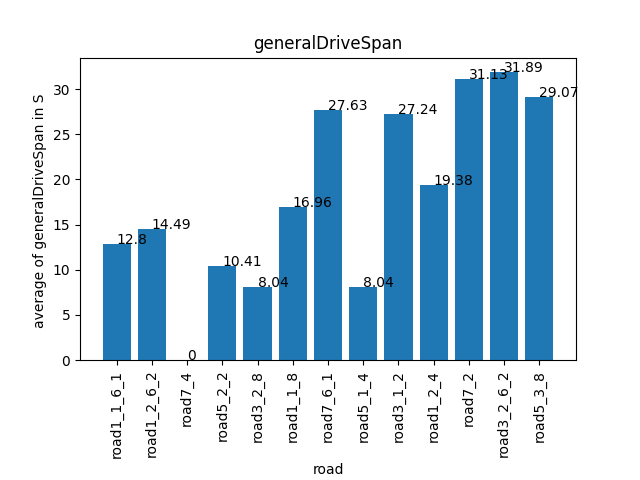 generalDriveSpan
average of generalDriveSpan in S
30
25
20
15
10
5
0
12.8
14.49
0
10.41
8.04
16.96
27.63
8.04
27.24
19.38
31.13
31.89
29.07
road1_1_6_1
road1_2_6_2
road7_4
road5_2_2
road3_2_8
road1_1_8
road7_6_1
road5_1_4
road3_1_2
road1_2_4
road7_2
road3_2_6_2
road5_3_8
road